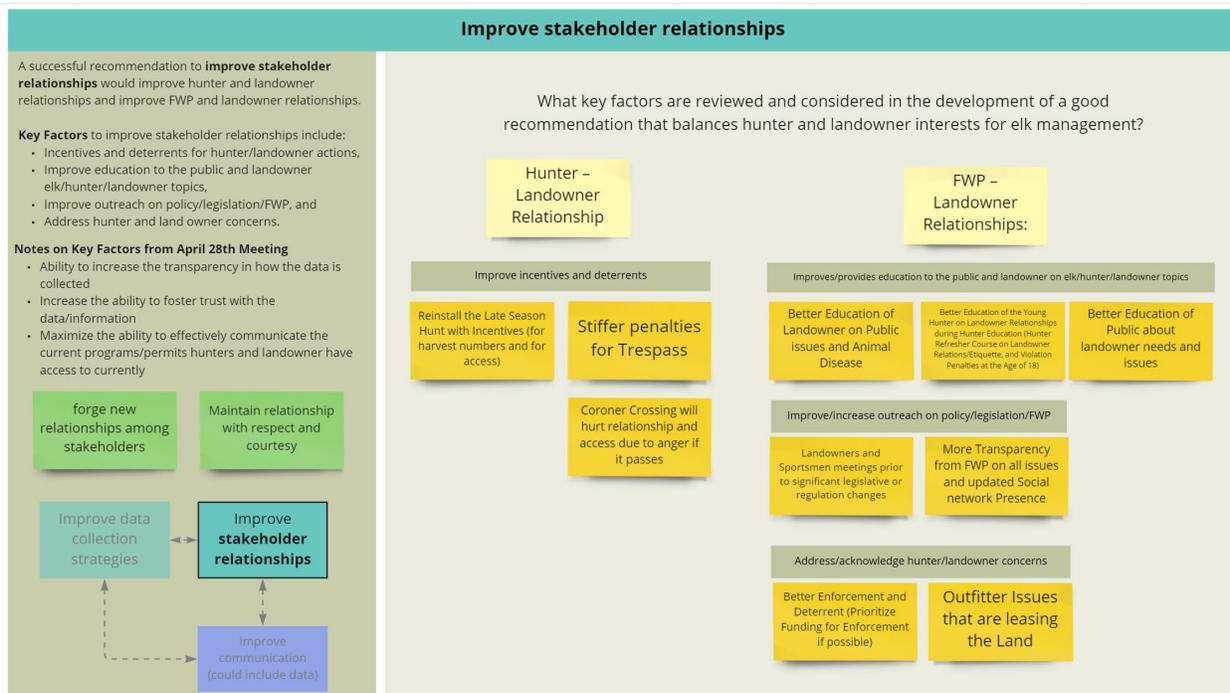 Improve stakeholder relationships
A successful recommendation to improve stakeholder
relationships would improve hunter and landowner
relationships and improve FWP and landowner relationships.
Key Factors to improve stakeholder relationships include:
• Incentives and deterrents for hunter/landowner actions,
• Improve education to the public and landowner
elk/hunter/landowner topics,
• Improve outreach on policy/legislation/FWP, and
• Address hunter and land owner concerns.
Notes on Key Factors from April 28th Meeting
• Ability to increase the transparency in how the data is
collected
• Increase the ability to foster trust with the
data/information
• Maximize the ability to effectively communicate the
current programs/permits hunters and landowner have
access to currently
forge new
relationships among
stakeholders
Maintain relationship
with respect and
courtesy
Improve data
collection
strategies
Improve
stakeholder
relationships
Improve
communication
(could include data)
What key factors are reviewed and considered in the development of a good
recommendation that balances hunter and landowner interests for elk management?
Hunter –
Landowner
Relationship
Improve incentives and deterrents
Reinstall the Late Season
Hunt with Incentives (for
harvest numbers and for
access)
Stiffer penalties
for Trespass
Coroner Crossing will
hurt relationship and
access due to anger if
it passes
FWP –
Landowner
Relationships:
Improves/provides education to the public and landowner on elk/hunter/landowner topics
Better Education of
Landowner on Public
issues and Animal
Disease
Better Education of the Young
Hunter on Landowner Relationships
during Hunter Education (Hunter
Refresher Course on Landowner
Relations/Etiquette, and Violation
Penalties at the Age of 18)
Better Education of
Public about
landowner needs and
issues
Improve/increase outreach on policy/legislation/FWP
Landowners and
Sportsmen meetings prior
to significant legislative or
regulation changes
More Transparency
from FWP on all issues
and updated Social
network Presence
Address/acknowledge hunter/landowner concerns
Better Enforcement and
Deterrent (Prioritize
Funding for Enforcement
if possible)
Outfitter Issues
that are leasing
the Land